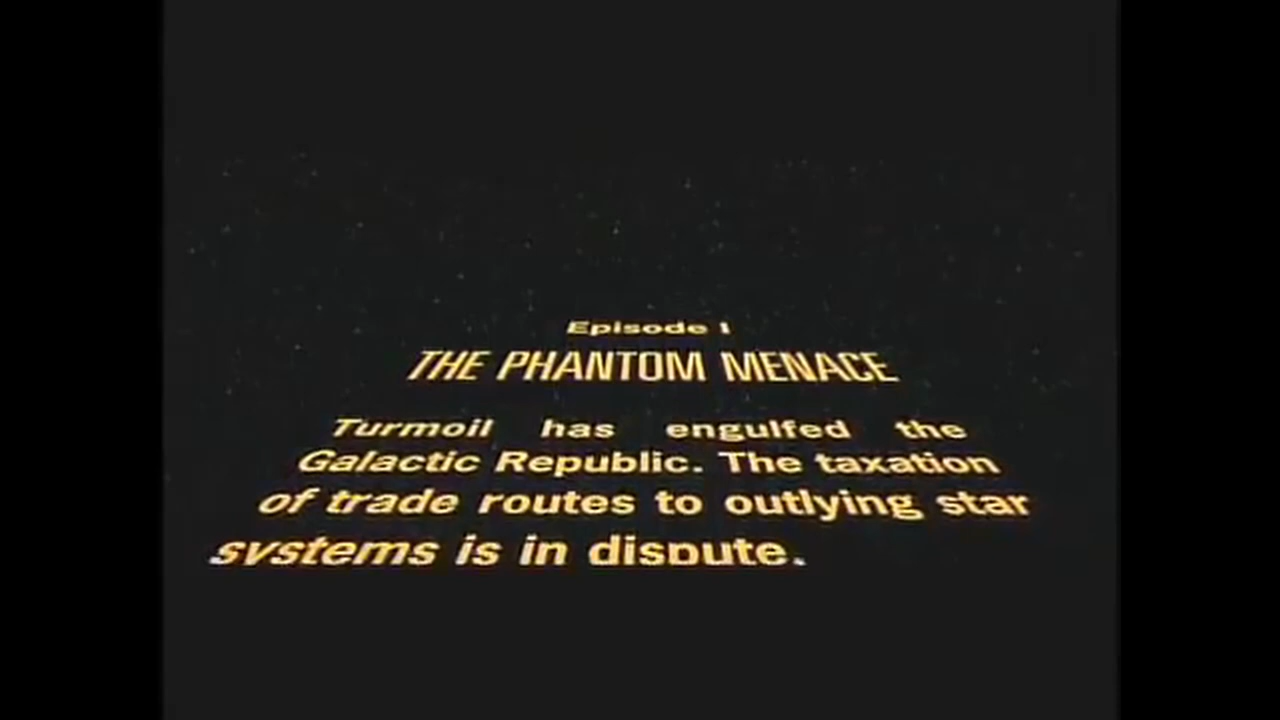 Episode I
THE PHANTOM MENACE
Turmoil has engulfed the
Galactic Republic. The taxation
of trade routes to outlying star
systems is in dispute.